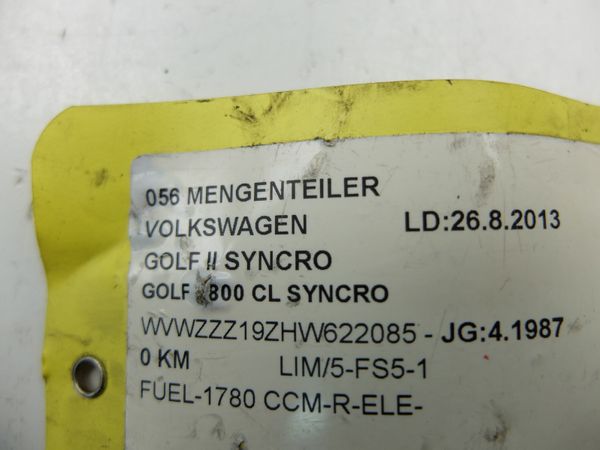 056 MENGENTEILER
VOLKSWAGEN LD:26.8.2013
GOLF II SYNCRO
GOLF 800 CL SYNCRO
WVWZZZ19ZHW622085 - JG:4.1987
0 KM LIM/5-FS5-1
FUEL-1780 CCM-R-ELE-